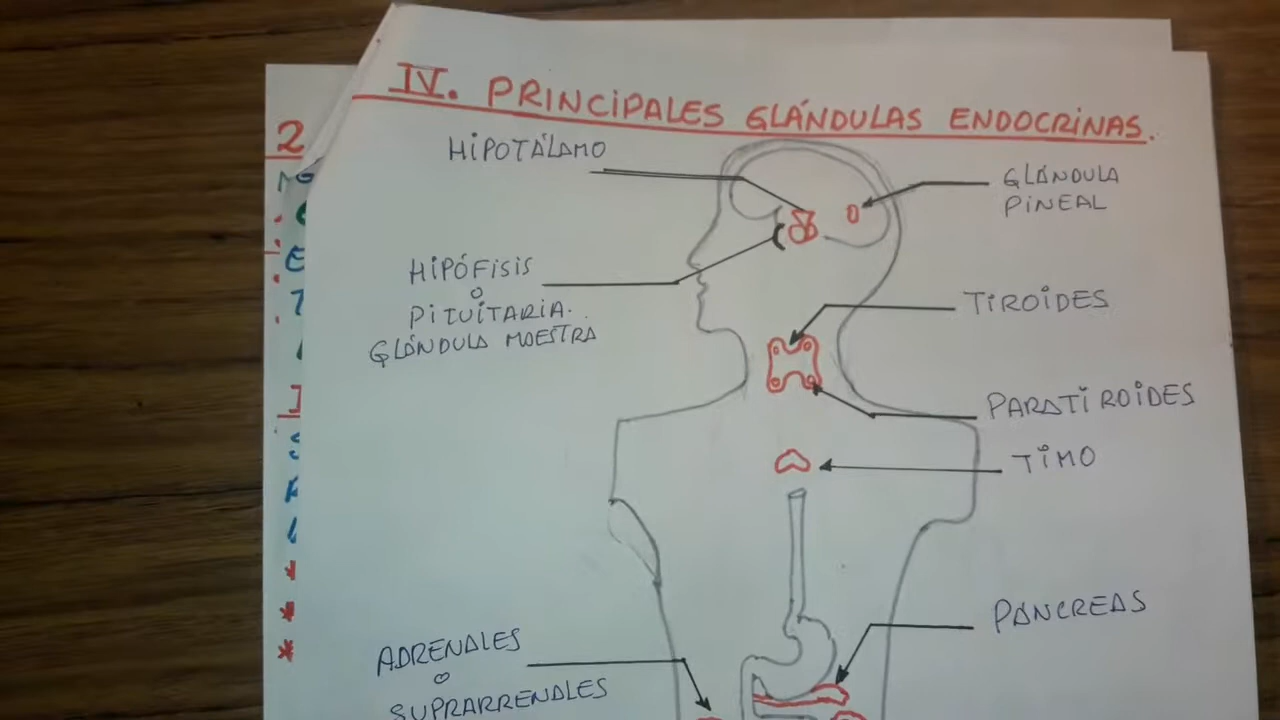 IV. PRINCIPALES GLÁNDULAS ENDOCRINAS.
HIPOTÁLAMO
GLÁNDULA
PINEAL
HIPÓFISIS
O
PITUITARIA.
GLÁNDULA MAESTRA
TIROIDES
PARATIROIDES
TIMO
PÁNCREAS
ADRENALES
O
SUPRARRENALES
2